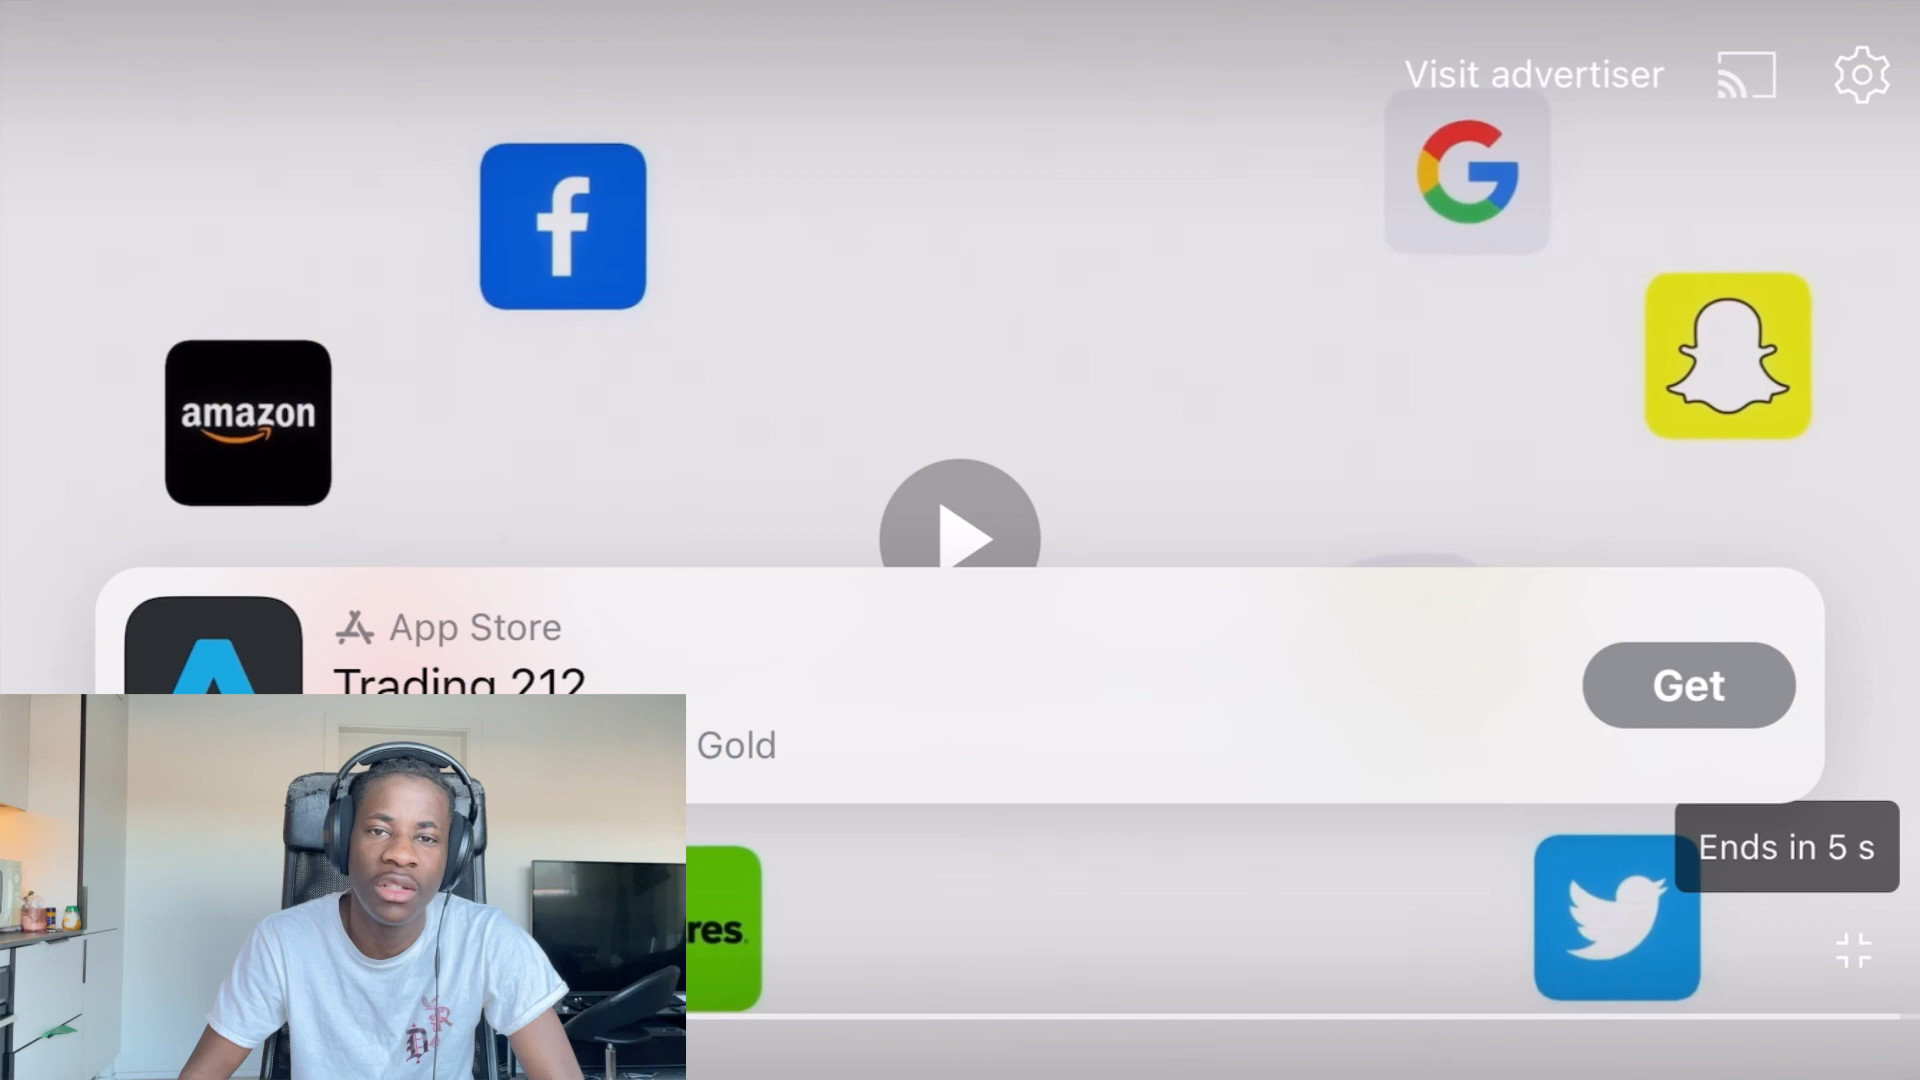 Visit advertiser
amazon
App Store
Trading 212
Get
Gold
Ends in 5 s
res.